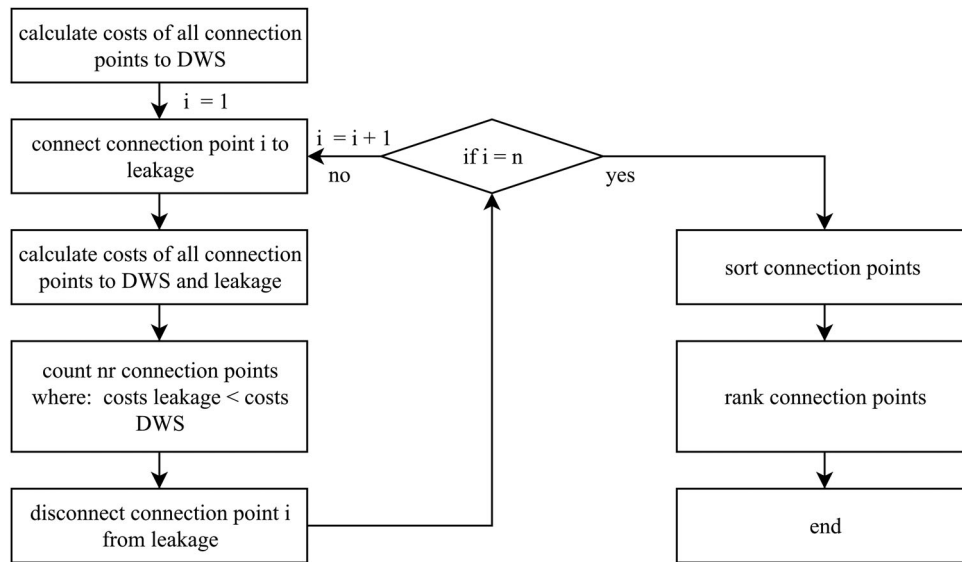 calculate costs of all connection
points to DWS
i = 1
connect connection point i to
leakage
calculate costs of all connection
points to DWS and leakage
count nr connection points
where: costs leakage < costs
DWS
disconnect connection point i
from leakage
if i = n
i = i + 1
no
yes
sort connection points
rank connection points
end